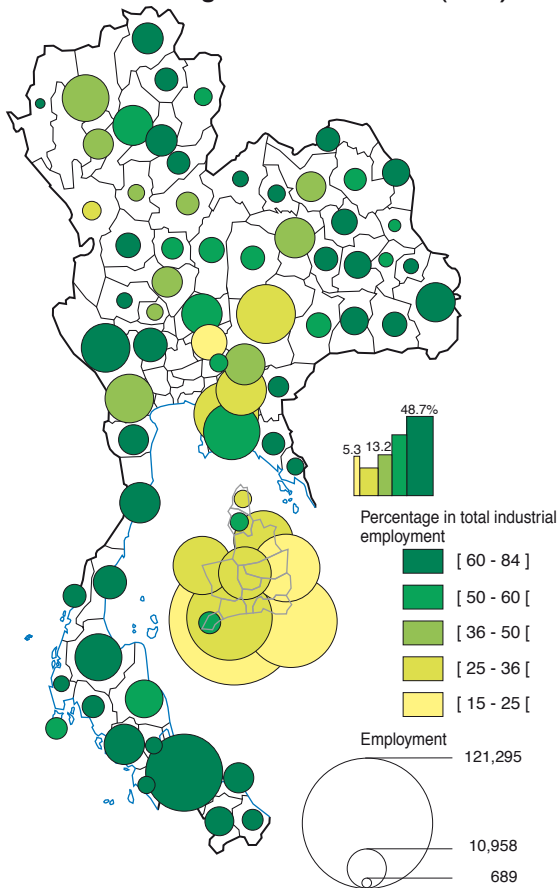 48.7%
5.3 13.2
Percentage in total industrial
employment
[ 60 - 84 ]
[ 50 - 60 [
[ 36 - 50 [
[ 25 - 36 [
[ 15 - 25 [
Employment
121,295
10,958
689